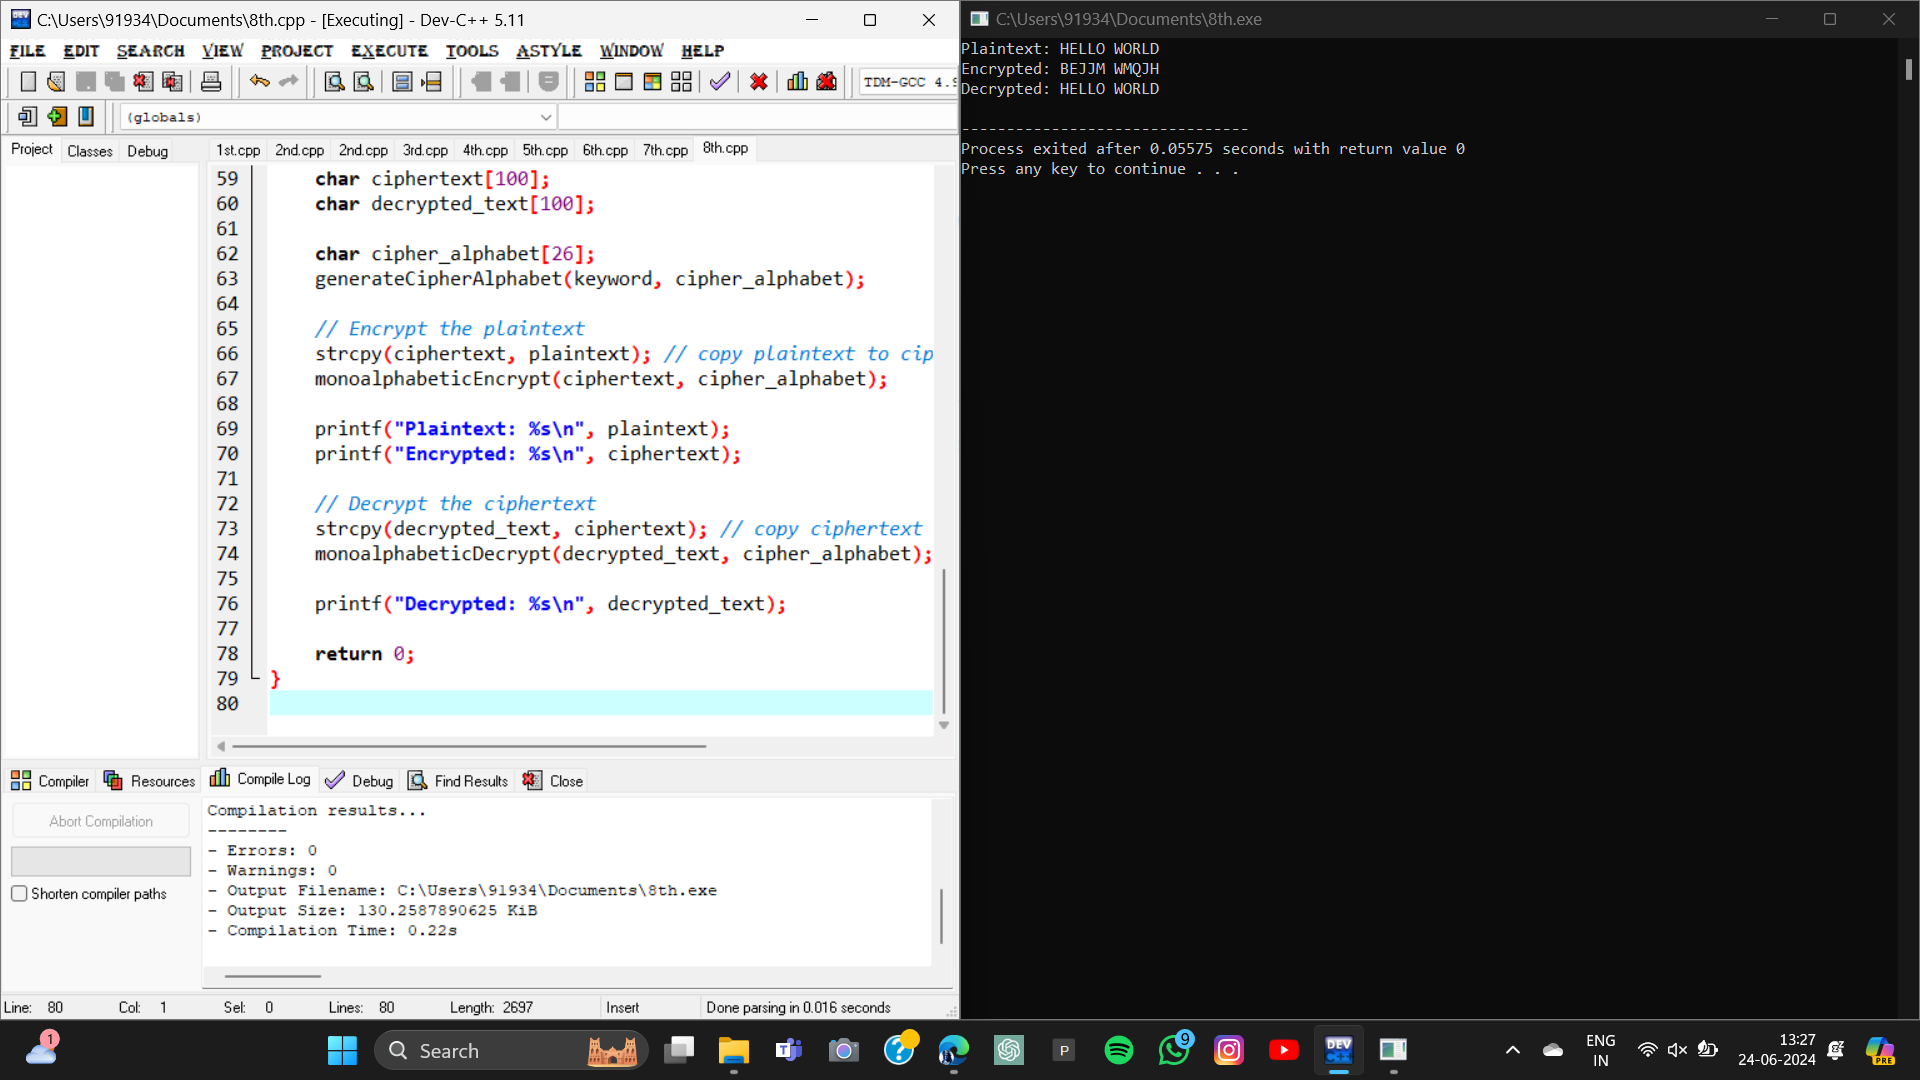 C:\Users\91934\Documents\8th.cpp - [Executing] - Dev-C++ 5.11
FILE EDIT SEARCH VIEW PROJECT EXECUTE TOOLS ASTYLE WINDOW HELP
TDM-GCC 4.9
(globals)
Project Classes Debug
1st.cpp 2nd.cpp 2nd.cpp 3rd.cpp 4th.cpp 5th.cpp 6th.cpp 7th.cpp 8th.cpp
59 char ciphertext[100];
60 char decrypted_text[100];
61
62 char cipher_alphabet[26];
63 generateCipherAlphabet(keyword, cipher_alphabet);
64
65 // Encrypt the plaintext
66 strcpy(ciphertext, plaintext); // copy plaintext to cip
67 monoalphabeticEncrypt(ciphertext, cipher_alphabet);
68
69 printf("Plaintext: %s\n", plaintext);
70 printf("Encrypted: %s\n", ciphertext);
71
72 // Decrypt the ciphertext
73 strcpy(decrypted_text, ciphertext); // copy ciphertext
74 monoalphabeticDecrypt(decrypted_text, cipher_alphabet);
75
76 printf("Decrypted: %s\n", decrypted_text);
77
78 return 0;
79 }
80
Compiler Resources Compile Log Debug Find Results Close
Abort Compilation
Shorten compiler paths
Compilation results...
--------
- Errors: 0
- Warnings: 0
- Output Filename: C:\Users\91934\Documents\8th.exe
- Output Size: 130.2587890625 KiB
- Compilation Time: 0.22s
Line: 80 Col: 1 Sel: 0 Lines: 80 Length: 2697 Insert Done parsing in 0.016 seconds
C:\Users\91934\Documents\8th.exe
Plaintext: HELLO WORLD
Encrypted: BEJJM WMQJH
Decrypted: HELLO WORLD
--------------------------------
Process exited after 0.05575 seconds with return value 0
Press any key to continue . . .
1
Search
P
9
DEV
ENG
IN
13:27
24-06-2024
PRE